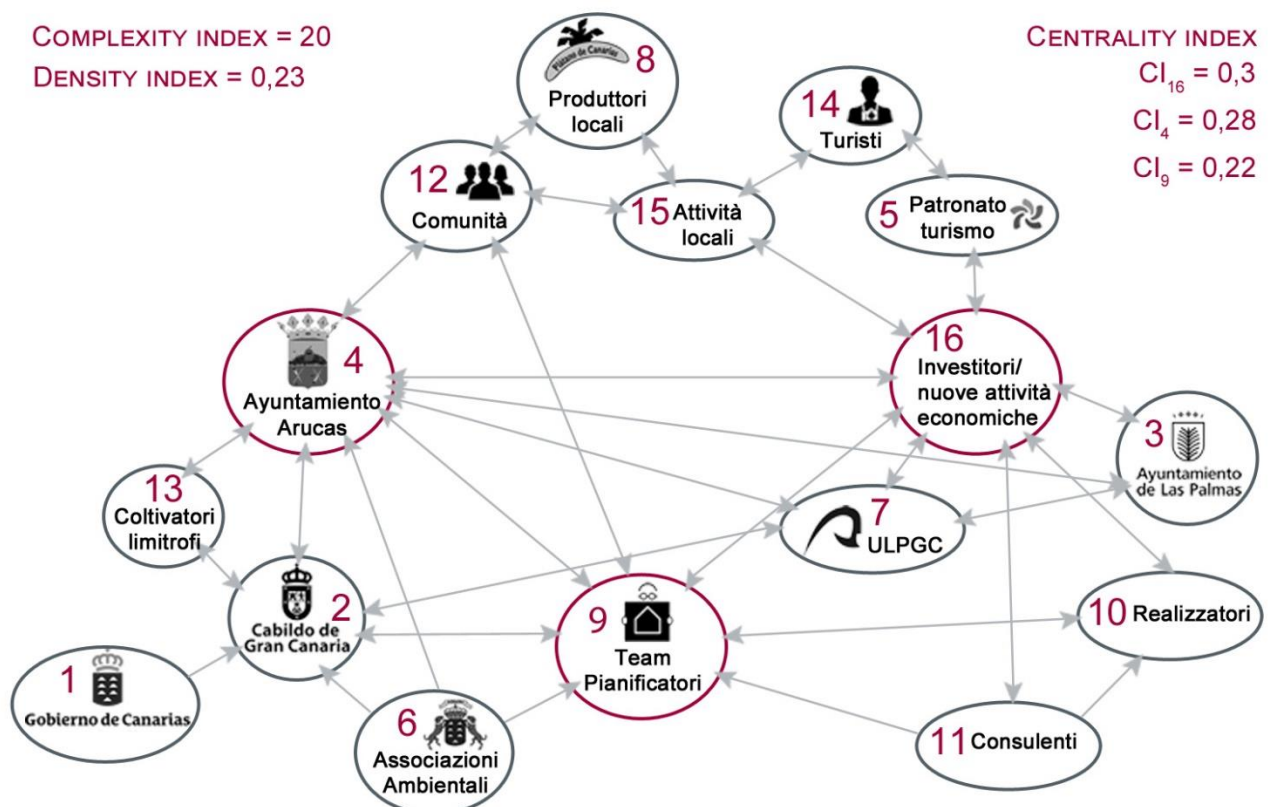 COMPLEXITY INDEX = 20
DENSITY INDEX = 0,23
CENTRALITY INDEX
CI16 = 0,3
CI4 = 0,28
CI9 = 0,22
Plátano de Canarias
8
Produttori
locali
14
Turisti
12
Comunità
15 Attività
locali
5 Patronato
turismo
4
Ayuntamiento
Arucas
16
Investitori/
nuove attività
economiche
3
Ayuntamiento
de Las Palmas
13
Coltivatori
limitrofi
7
ULPGC
2
Cabildo de
Gran Canaria
9
Team
Pianificatori
10 Realizzatori
1
Gobierno de Canarias
6
Associazioni
Ambientali
11 Consulenti